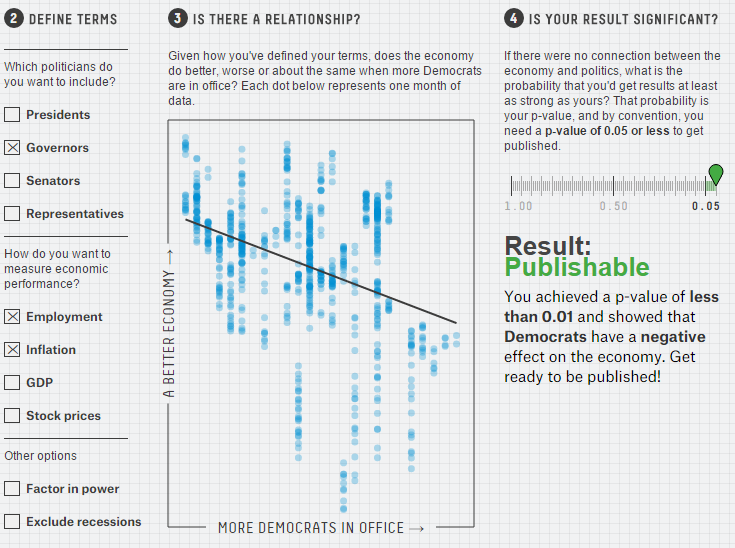 2 DEFINE TERMS
Which politicians do
you want to include?
Presidents
Governors
Senators
Representatives
How do you want to
measure economic
performance?
Employment
Inflation
GDP
Stock prices
Other options
Factor in power
Exclude recessions
3 IS THERE A RELATIONSHIP?
Given how you've defined your terms, does the economy
do better, worse or about the same when more Democrats
are in office? Each dot below represents one month of
data.
A BETTER ECONOMY →
MORE DEMOCRATS IN OFFICE →
4 IS YOUR RESULT SIGNIFICANT?
If there were no connection between the
economy and politics, what is the
probability that you'd get results at least
as strong as yours? That probability is
your p-value, and by convention, you
need a p-value of 0.05 or less to get
published.
1.00 0.50 0.05
Result:
Publishable
You achieved a p-value of less
than 0.01 and showed that
Democrats have a negative
effect on the economy. Get
ready to be published!